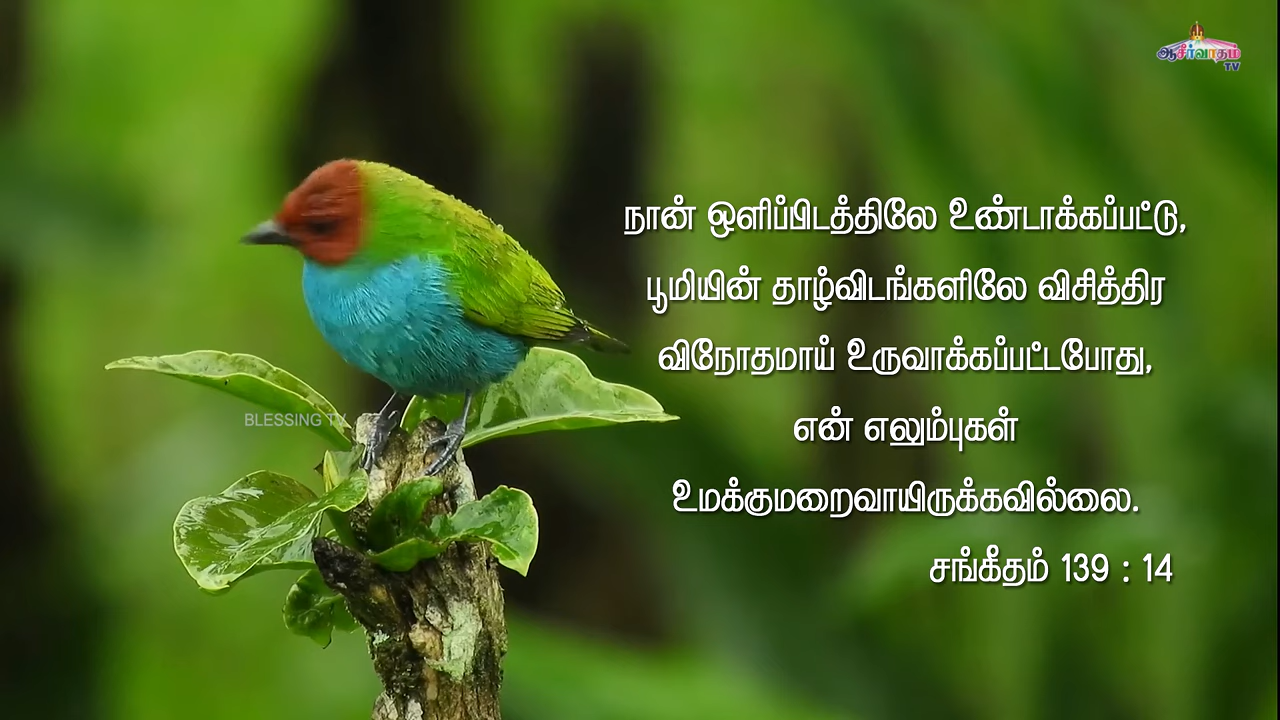 ஆசீர்வாதம்
TV
நான் ஒளிப்பிடத்திலே உண்டாக்கப்பட்டு,
பூமியின் தாழ்விடங்களிலே விசித்திர
விநோதமாய் உருவாக்கப்பட்டபோது,
என் எலும்புகள்
உமக்குமறைவாயிருக்கவில்லை.
சங்கீதம் 139 : 14
BLESSING TV